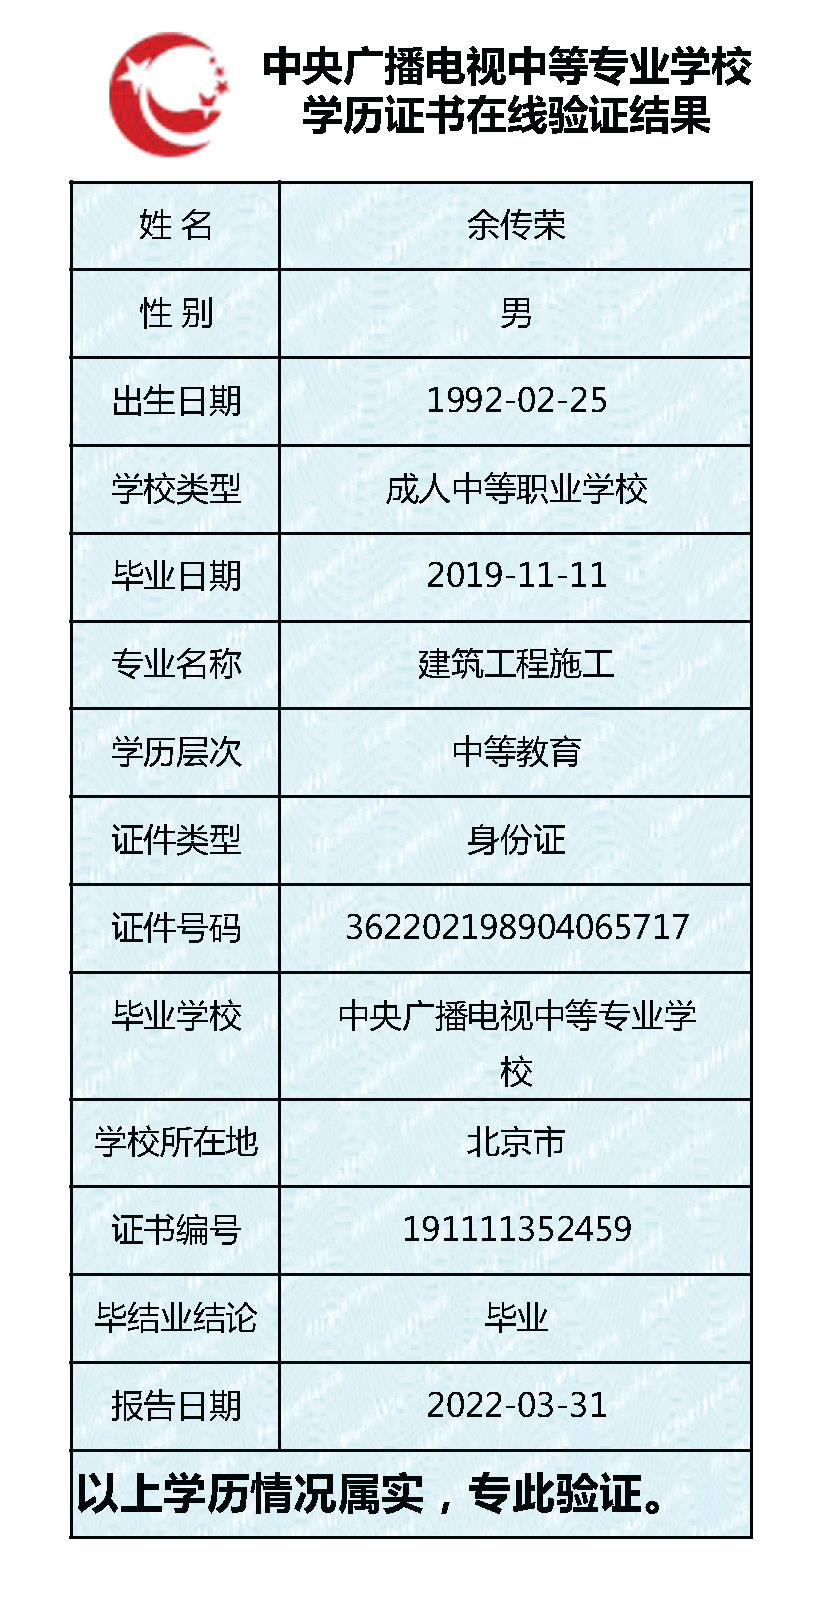 中央广播电视中等专业学校
学历证书在线验证结果
姓 名 余传荣
性 别 男
出生日期 1992-02-25
学校类型 成人中等职业学校
毕业日期 2019-11-11
专业名称 建筑工程施工
学历层次 中等教育
证件类型 身份证
证件号码 362202198904065717
毕业学校 中央广播电视中等专业学
校
学校所在地 北京市
证书编号 191111352459
毕结业结论 毕业
报告日期 2022-03-31
以上学历情况属实，专此验证。